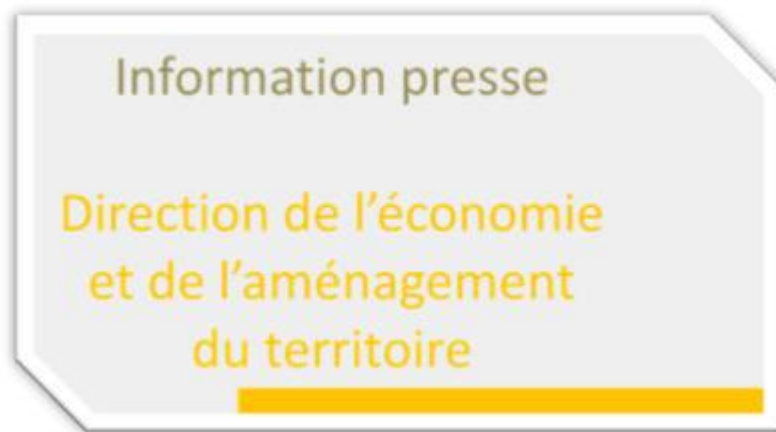 Information presse
Direction de l’économie
et de l’aménagement
du territoire